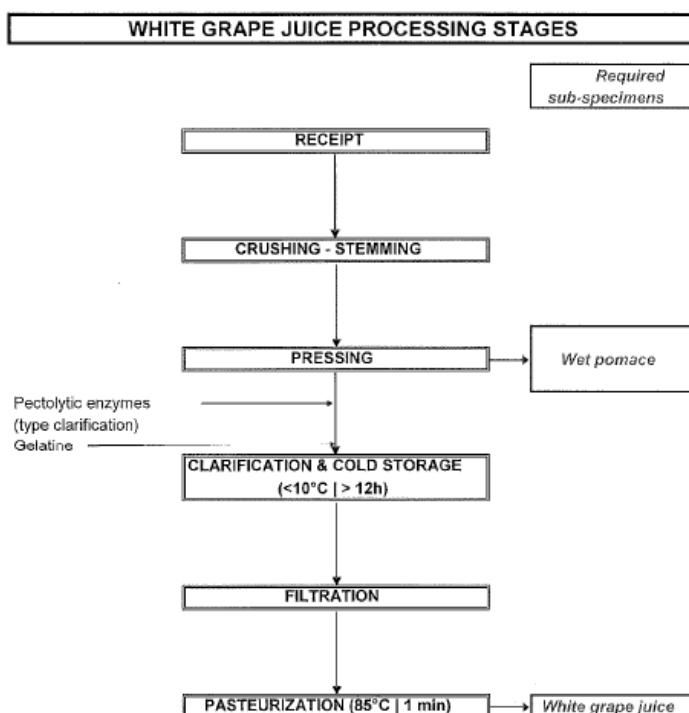 WHITE GRAPE JUICE PROCESSING STAGES
Required
sub-specimens
RECEIPT
CRUSHING - STEMMING
PRESSING
Wet pomace
Pectolytic enzymes
(type clarification)
Gelatine
CLARIFICATION & COLD STORAGE
(<10°C | > 12h)
FILTRATION
PASTEURIZATION (85°C | 1 min)
White grape juice